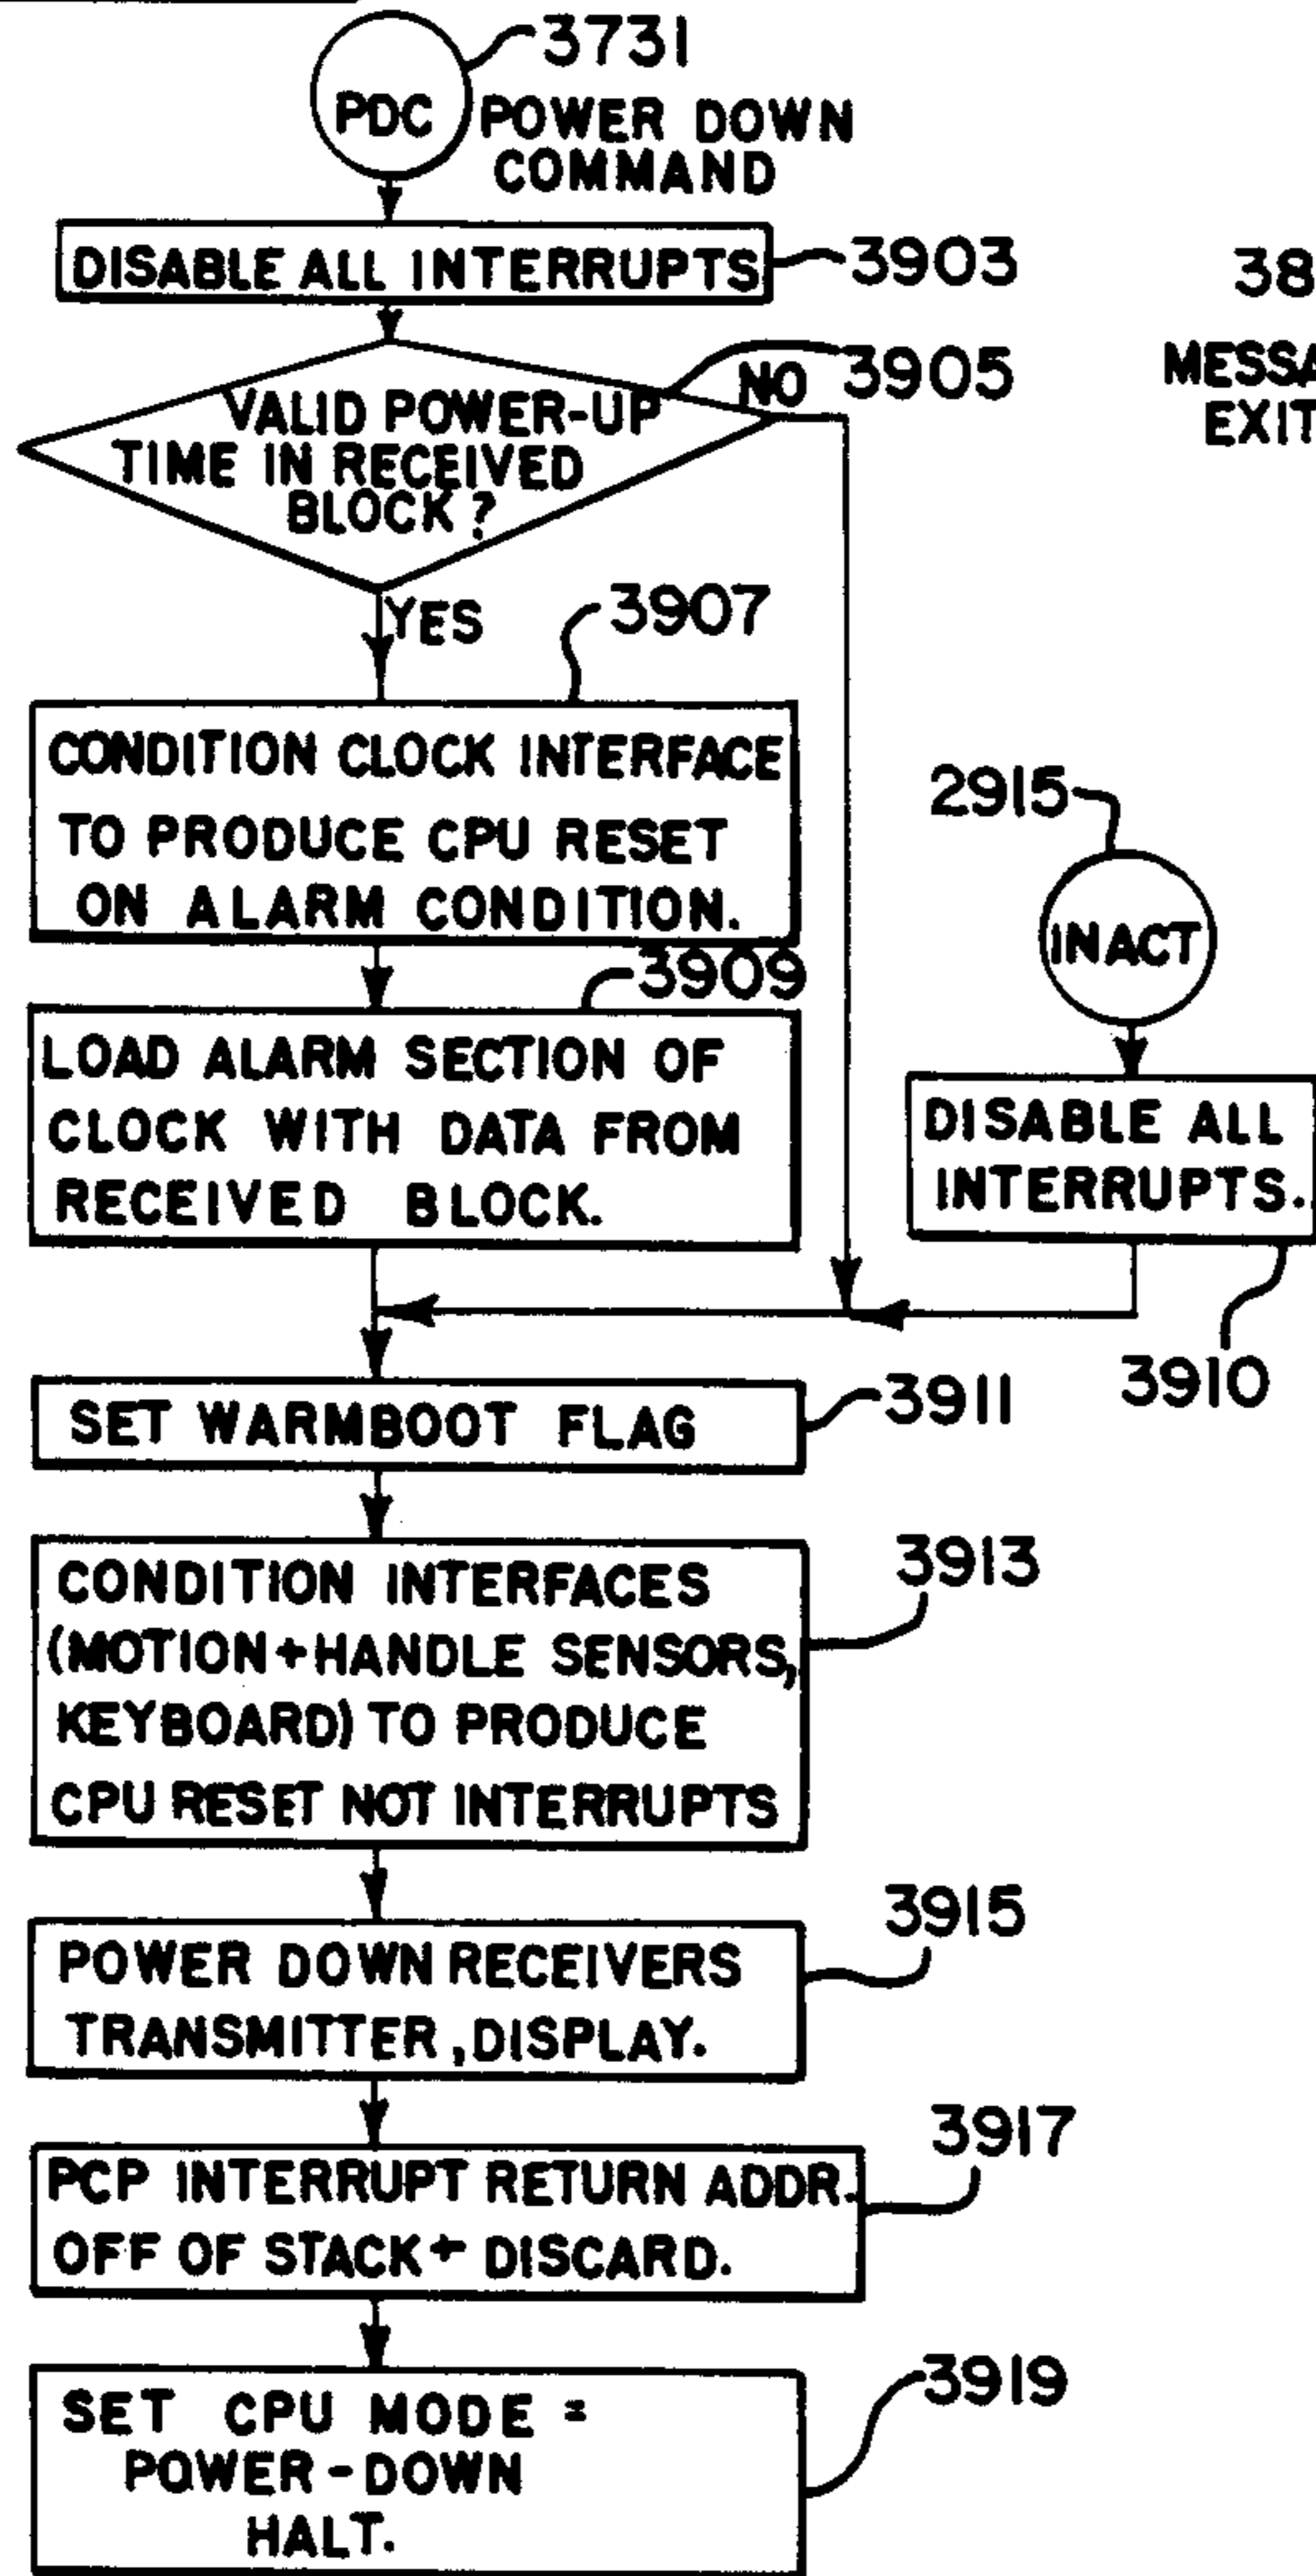 3731
PDC
POWER DOWN
COMMAND
DISABLE ALL INTERRUPTS
3903
38
MESSA
EXIT
NO
3905
VALID POWER-UP
TIME IN RECEIVED
BLOCK?
YES
3907
CONDITION CLOCK INTERFACE
TO PRODUCE CPU RESET
ON ALARM CONDITION.
3909
LOAD ALARM SECTION OF
CLOCK WITH DATA FROM
RECEIVED BLOCK.
2915
INACT
DISABLE ALL
INTERRUPTS.
3910
SET WARMBOOT FLAG
3911
CONDITION INTERFACES
(MOTION+HANDLE SENSORS,
KEYBOARD) TO PRODUCE
CPU RESET NOT INTERRUPTS
3913
POWER DOWN RECEIVERS
TRANSMITTER, DISPLAY.
3915
PCP INTERRUPT RETURN ADDR.
OFF OF STACK+ DISCARD.
3917
SET CPU MODE =
POWER-DOWN
HALT.
3919